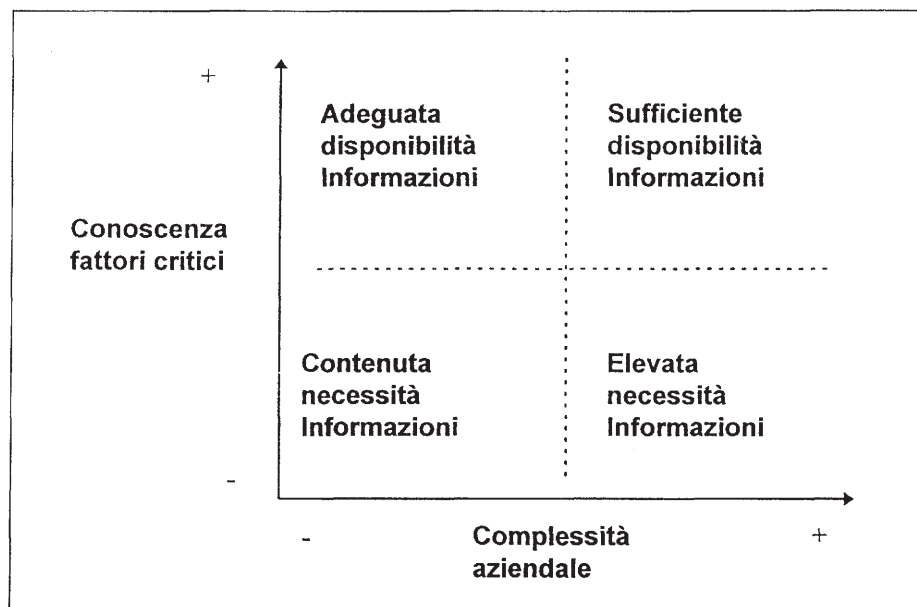 +
Adeguata
disponibilità
Informazioni
Sufficiente
disponibilità
Informazioni
Conoscenza
fattori critici
Contenuta
necessità
Informazioni
Elevata
necessità
Informazioni
-
-
Complessità
aziendale
+